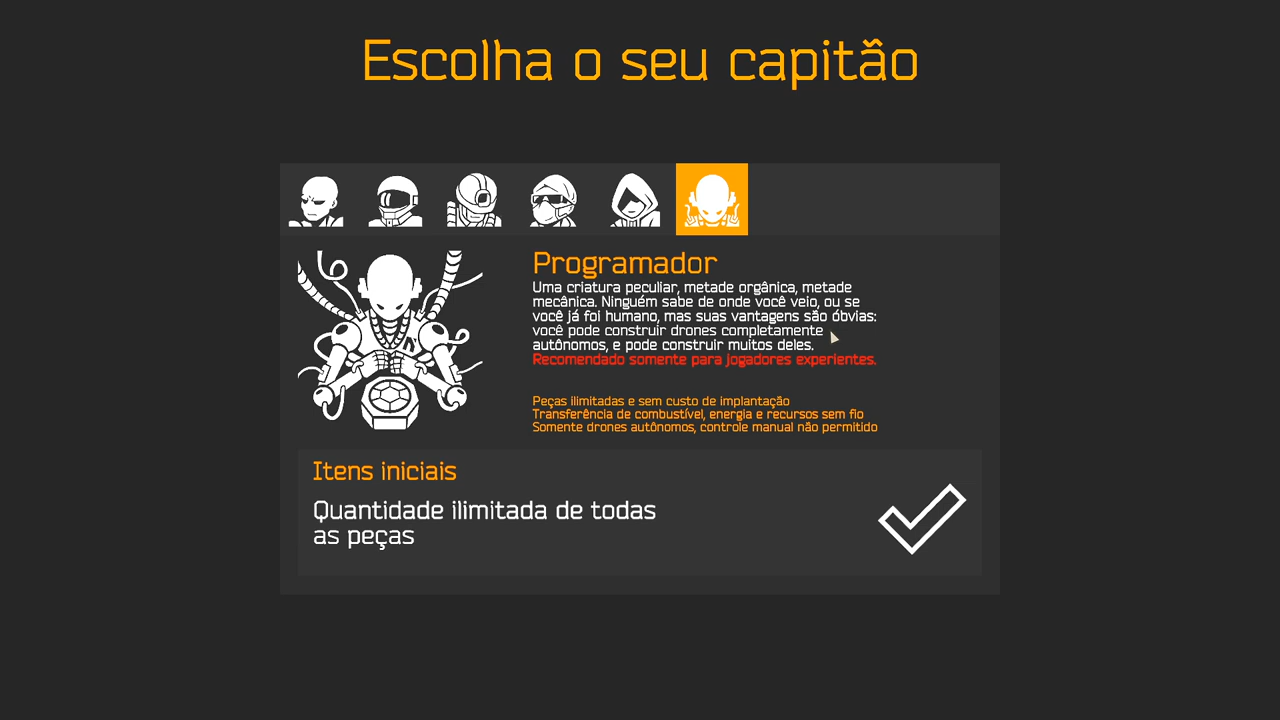 Escolha o seu capitão
Programador
Uma criatura peculiar, metade orgânica, metade
mecânica. Ninguém sabe de onde você veio, ou se
você já foi humano, mas suas vantagens são óbvias:
você pode construir drones completamente
autônomos, e pode construir muitos deles.
Recomendado somente para jogadores experientes.
Peças ilimitadas e sem custo de implantação
Transferência de combustível, energia e recursos sem fio
Somente drones autônomos, controle manual não permitido
Itens iniciais
Quantidade ilimitada de todas
as peças